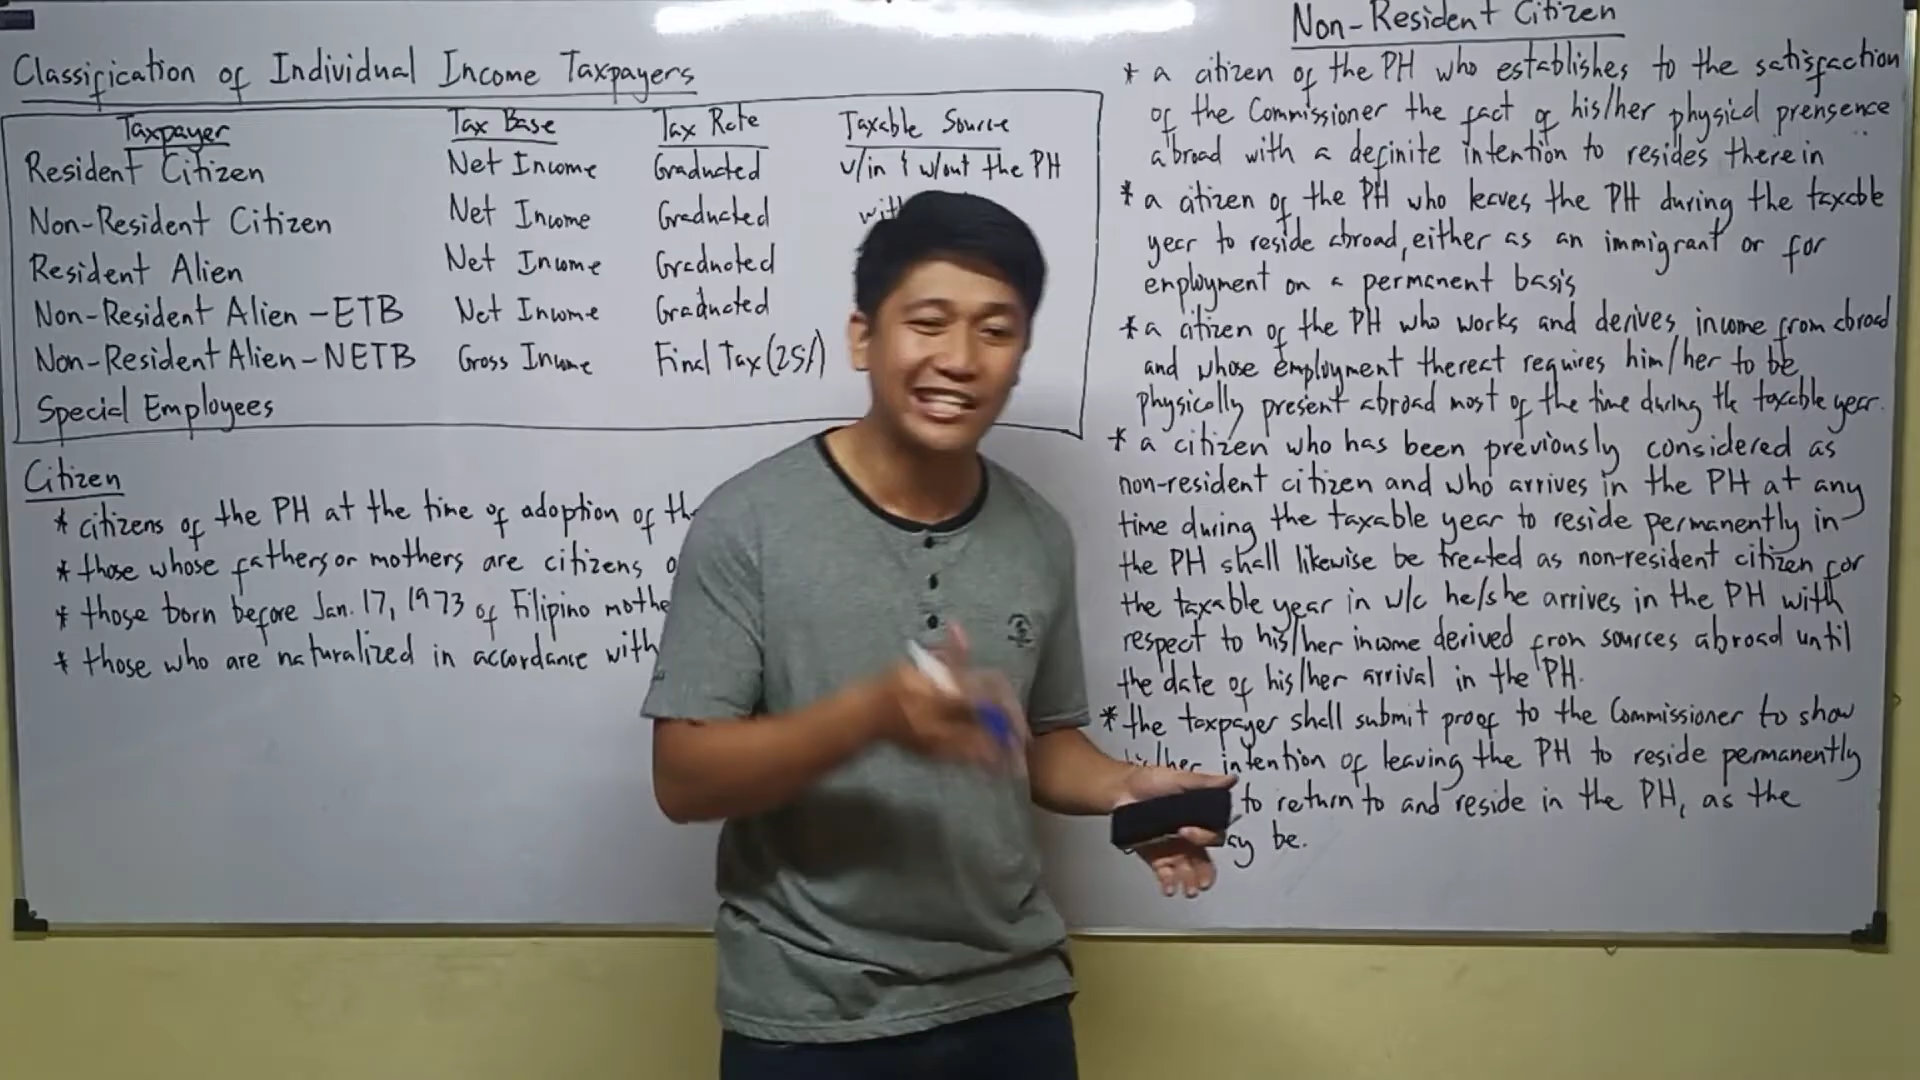 Classification of Individual Income Taxpayers
Taxpayer Tax Base Tax Rate Taxable Source
Resident Citizen Net Income Graduated w/in & w/out the PH
Non-Resident Citizen Net Income Graduated
Resident Alien Net Income Graduated
Non-Resident Alien - ETB Net Income Graduated
Non-Resident Alien - NETB Gross Income Final Tax (25%)
Special Employees
Citizen
* citizens of the PH at the time of adoption of
* those whose fathers or mothers are citizens
* those born before Jan. 17, 1973 of Filipino
* those who are naturalized in accordance with
Non-Resident Citizen
* a citizen of the PH who establishes to the satisfaction
of the Commissioner the fact of his/her physical prensence
abroad with a definite intention to resides there in
* a citizen of the PH who leaves the PH during the taxable
year to reside abroad, either as an immigrant or for
employment on a permanent basis
* a citizen of the PH who works and derives income from abroad
and whose employment thereat requires him/her to be
physically present abroad most of the time during the taxable year.
* a citizen who has been previously considered as
non-resident citizen and who arrives in the PH at any
time during the taxable year to reside permanently in
the PH shall likewise be treated as non-resident citizen for
the taxable year in w/c he/she arrives in the PH with
respect to his/her income derived from sources abroad until
the date of his/her arrival in the PH.
* the taxpayer shall submit proof to the Commissioner to show
his/her intention of leaving the PH to reside permanently
to return to and reside in the PH, as the
be.